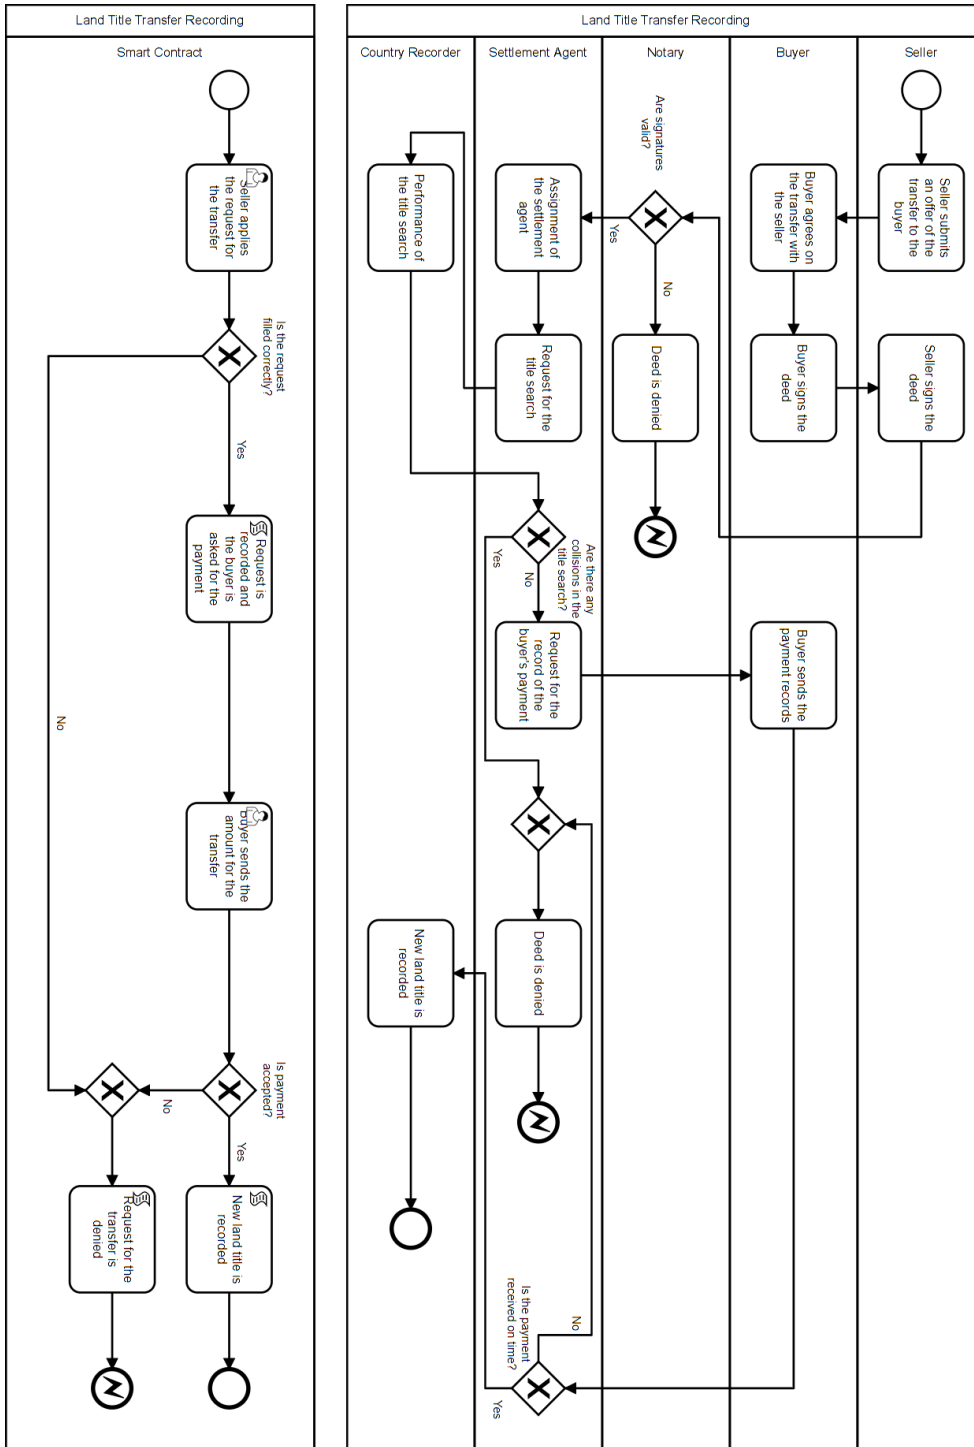 Land Title Transfer Recording
Smart Contract
Seller applies
the request for
the transfer
Is the request
filled correctly?
Yes
No
Request is
recorded and
the buyer is
asked for the
payment
Buyer sends the
amount for the
transfer
Is payment
accepted?
No
Yes
New land title is
recorded
Request for the
transfer is
denied
Land Title Transfer Recording
Country Recorder
Settlement Agent
Notary
Buyer
Seller
Seller submits
an offer of the
transfer to the
buyer
Buyer agrees on
the transfer with
the seller
Buyer signs the
deed
Seller signs the
deed
Are signatures
valid?
Yes
No
Deed is denied
Assignment of
the settlement
agent
Request for the
title search
Performance of
the title search
Are there any
collisions in the
title search?
Yes
No
Request for the
record of the
buyer's payment
Buyer sends the
payment records
Is the payment
received on time?
No
Yes
Deed is denied
New land title is
recorded